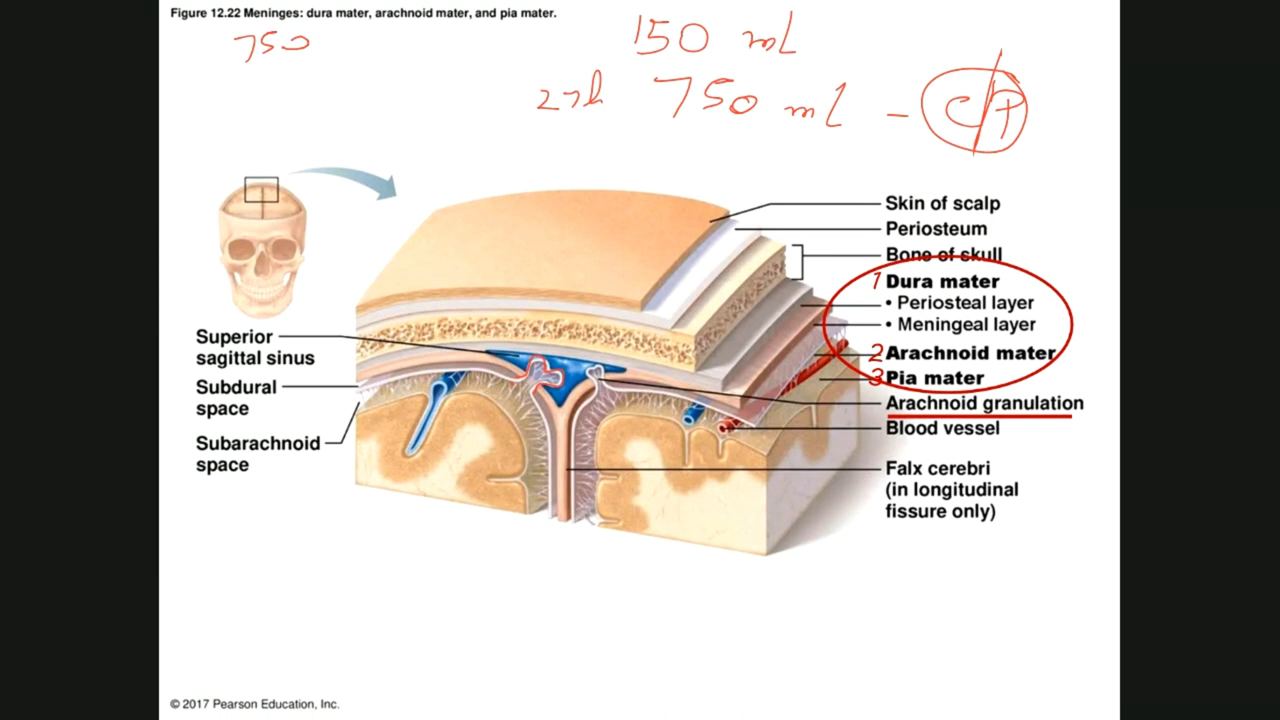 Figure 12.22 Meninges: dura mater, arachnoid mater, and pia mater.
750
150 ml
750 ml -
Skin of scalp
Periosteum
Bone of skull
1 Dura mater
• Periosteal layer
• Meningeal layer
2 Arachnoid mater
3 Pia mater
Arachnoid granulation
Blood vessel
Falx cerebri
(in longitudinal
fissure only)
Superior
sagittal sinus
Subdural
space
Subarachnoid
space
© 2017 Pearson Education, Inc.